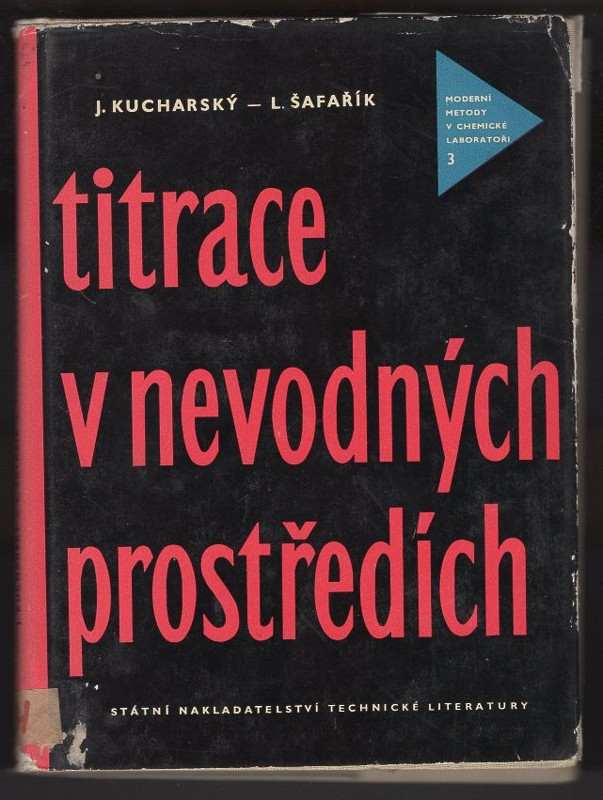 J. KUCHARSKÝ — L. ŠAFAŘÍK
MODERNÍ
METODY
V CHEMICKÉ
LABORATOŘI
3
titrace
v nevodných
prostředích
STÁTNÍ NAKLADATELSTVÍ TECHNICKÉ LITERATURY